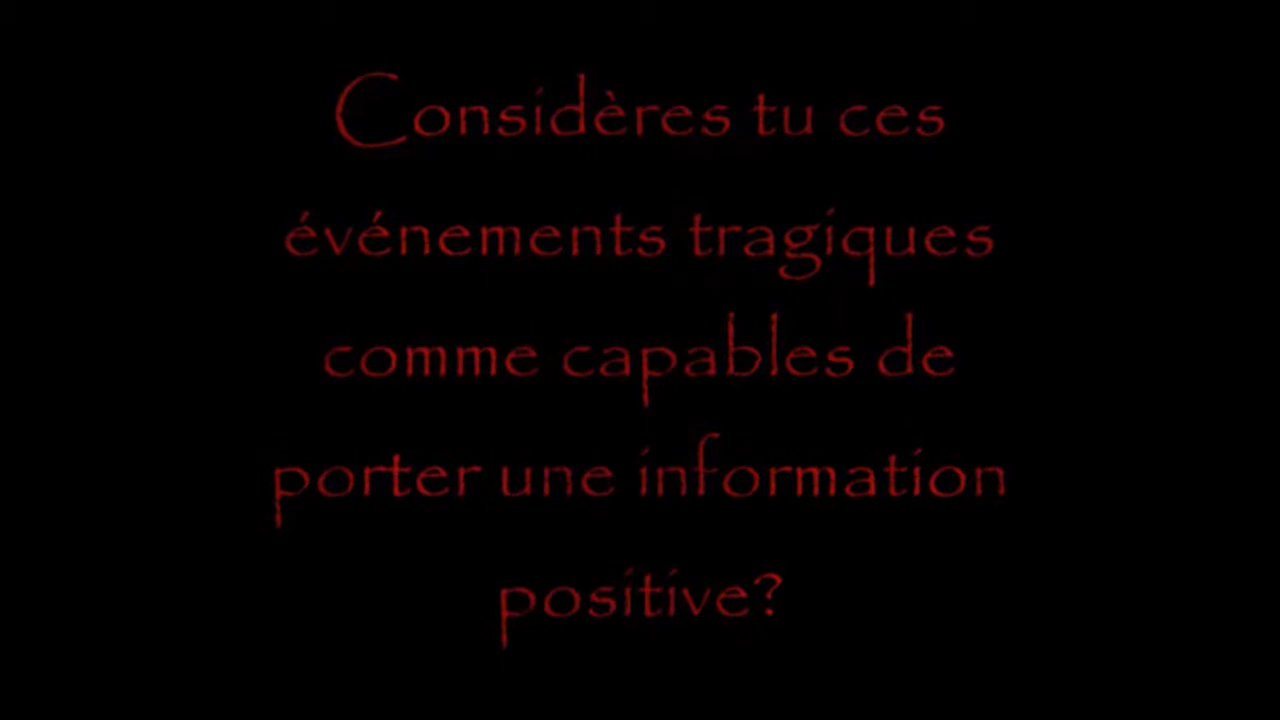 Considères tu ces
événements tragiques
comme capables de
porter une information
positive?